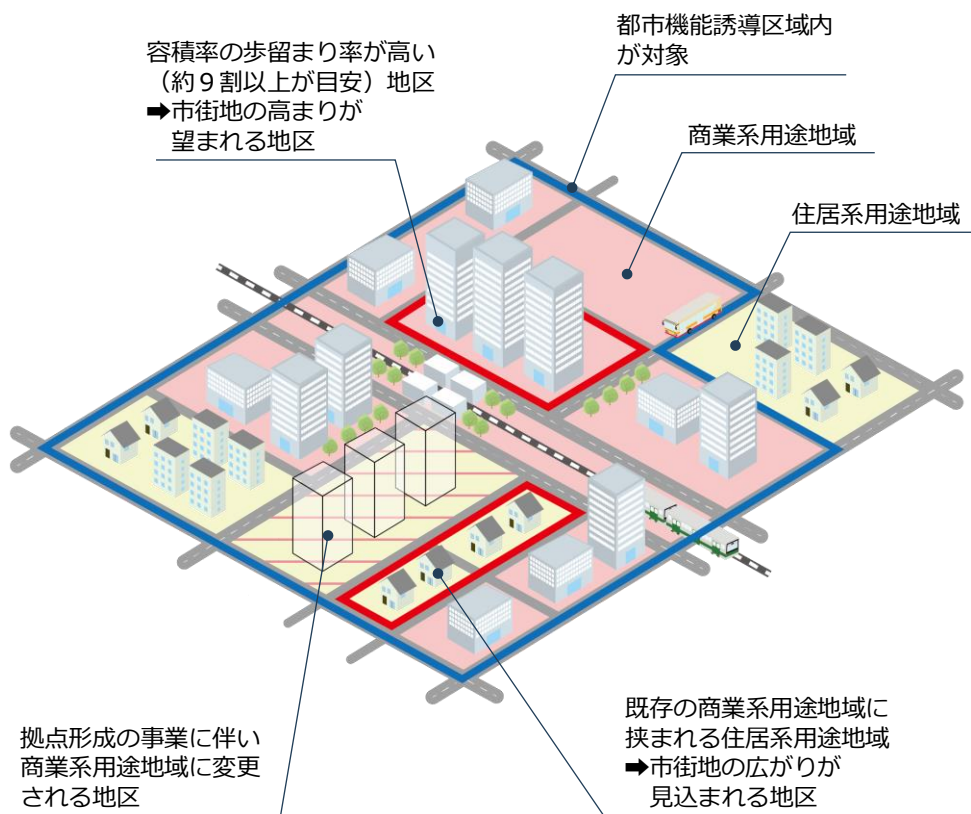 都市機能誘導区域内
が対象
容積率の歩留まり率が高い
（約９割以上が目安）地区
➡市街地の高まりが
望まれる地区
商業系用途地域
住居系用途地域
拠点形成の事業に伴い
商業系用途地域に変更
される地区
既存の商業系用途地域に
挟まれる住居系用途地域
➡市街地の広がりが
見込まれる地区